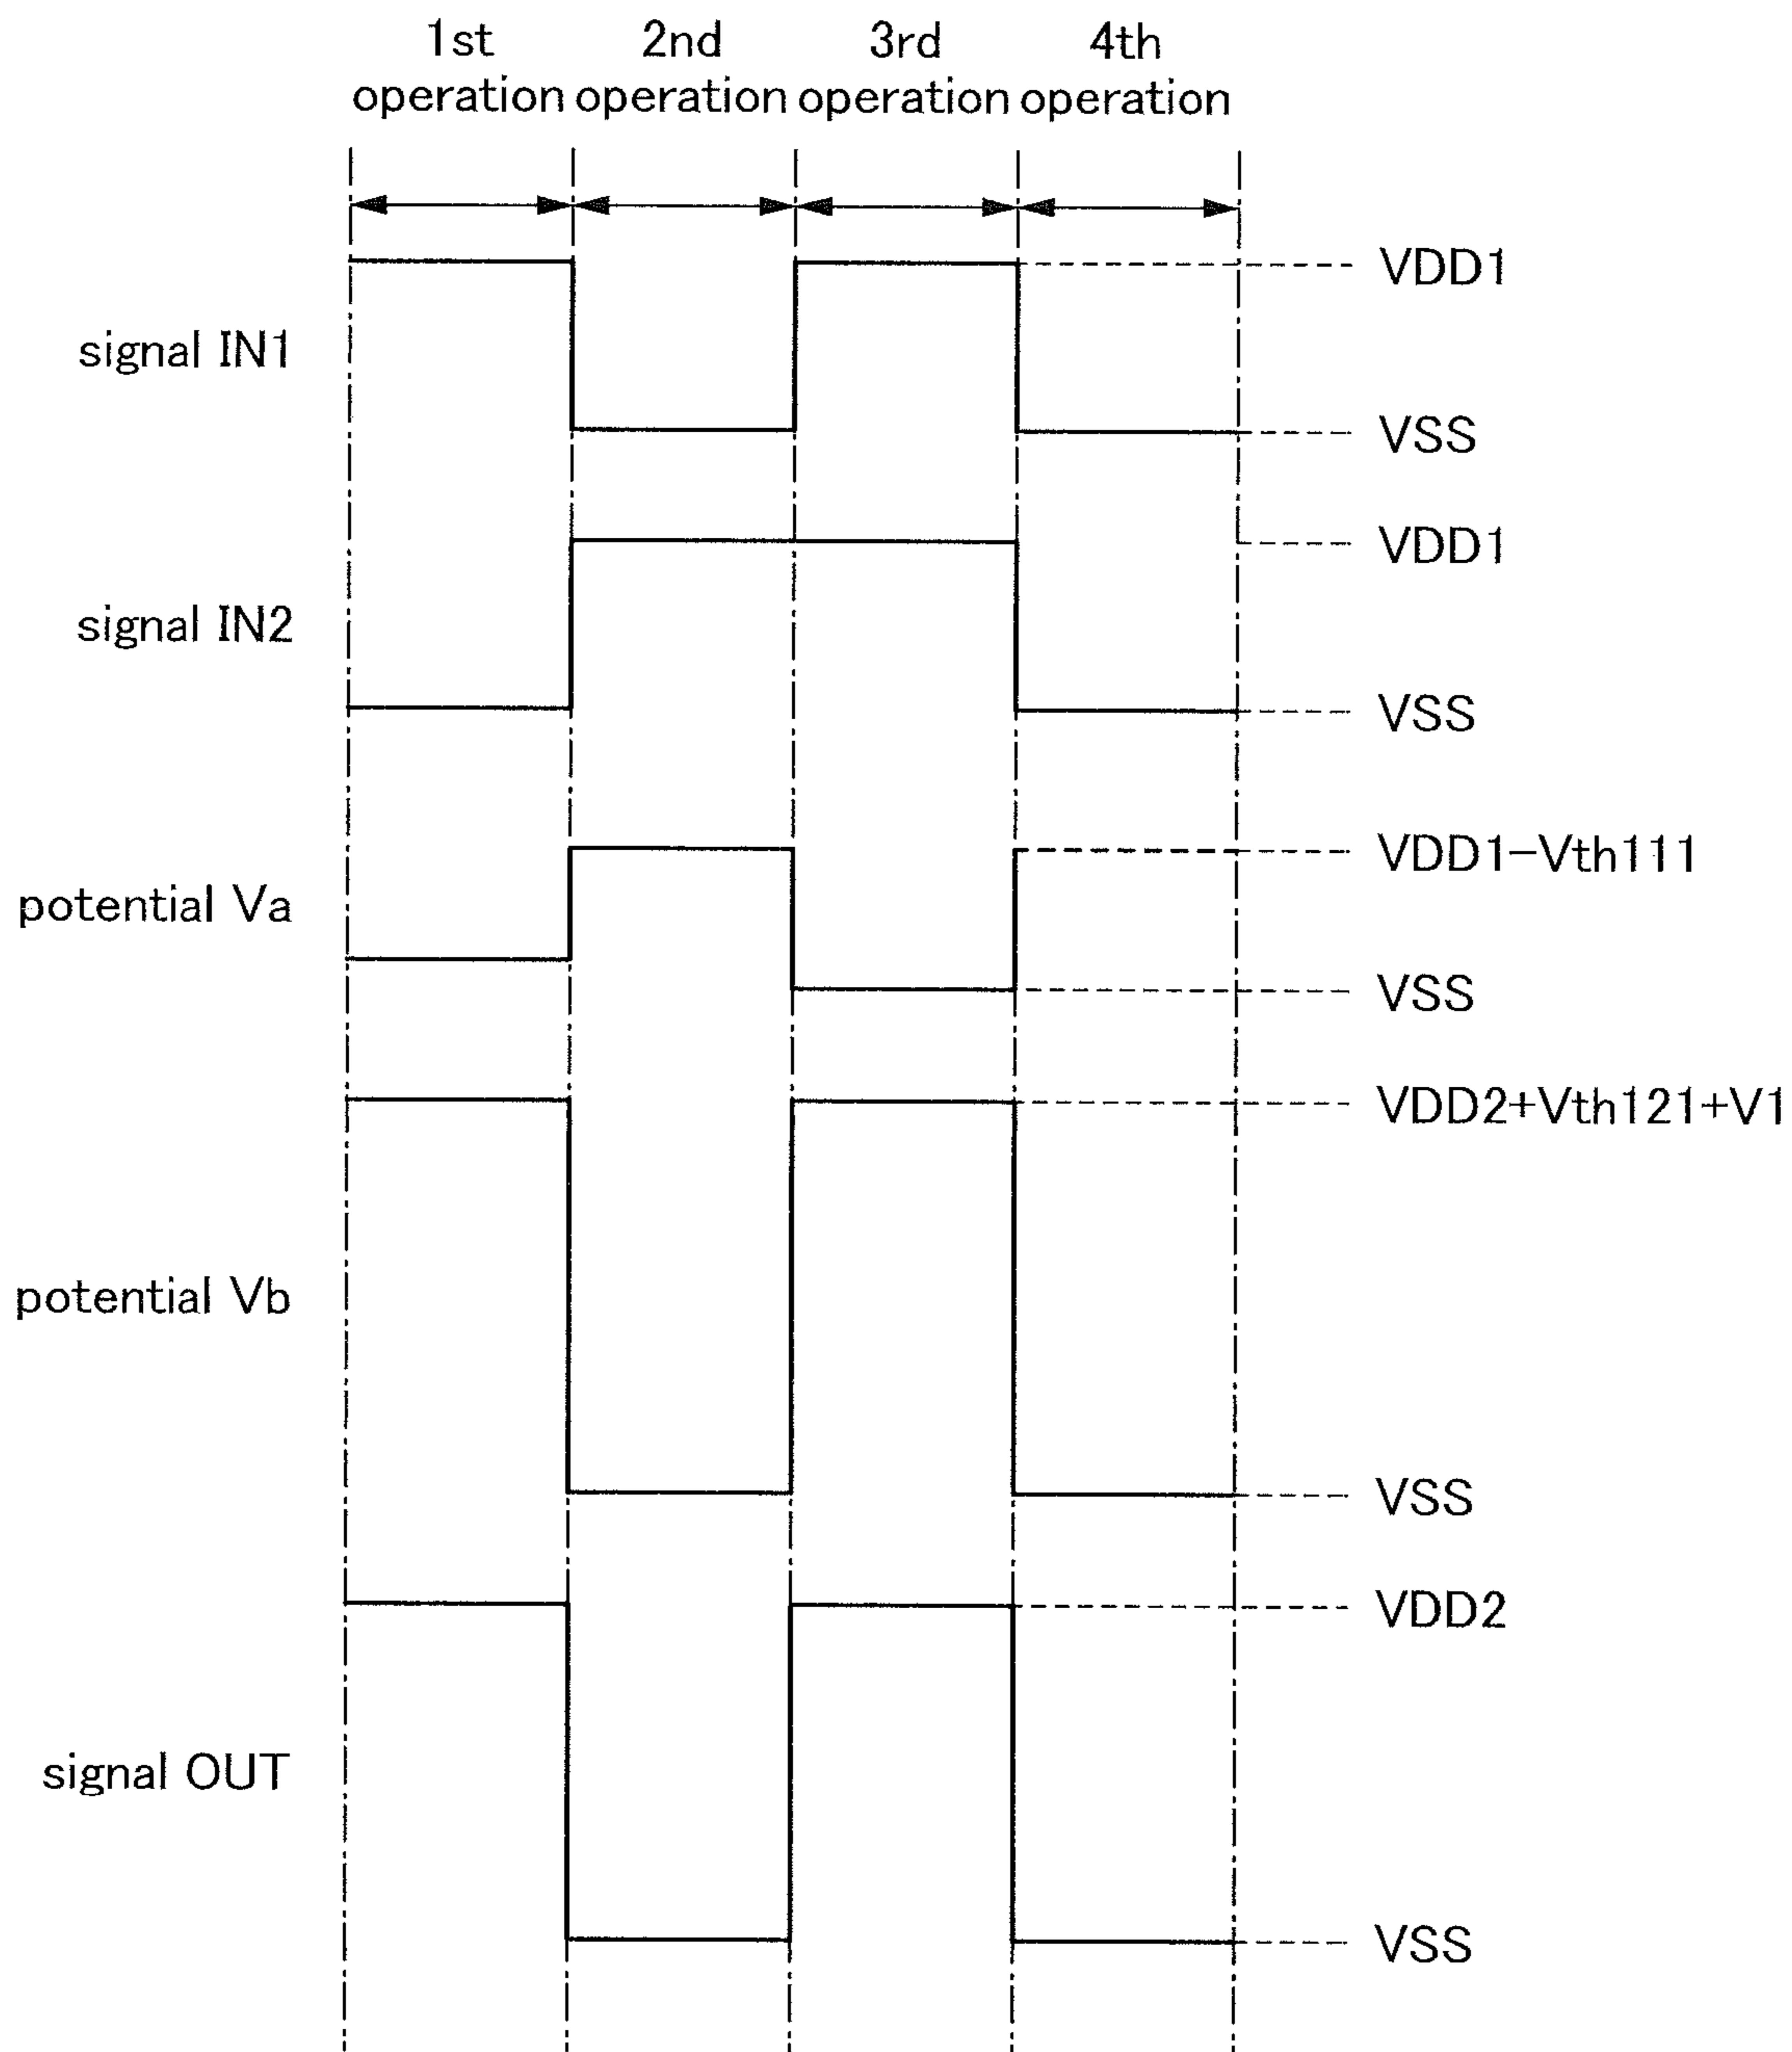 1st 2nd 3rd 4th
operation operation operation operation
VDD1
signal IN1
VSS
VDD1
signal IN2
VSS
VDD1-Vth111
potential Va
VSS
VDD2+Vth121+V1
potential Vb
VSS
VDD2
signal OUT
VSS